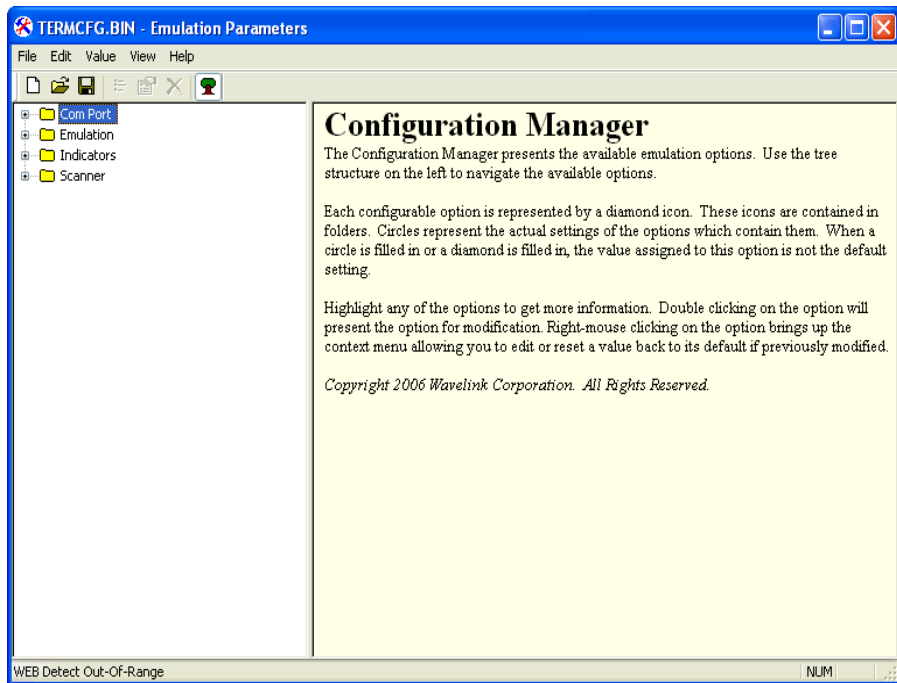 TERMCFG.BIN - Emulation Parameters
File Edit Value View Help
Com Port
Emulation
Indicators
Scanner
Configuration Manager
The Configuration Manager presents the available emulation options. Use the tree
structure on the left to navigate the available options.
Each configurable option is represented by a diamond icon. These icons are contained in
folders. Circles represent the actual settings of the options which contain them. When a
circle is filled in or a diamond is filled in, the value assigned to this option is not the default
setting.
Highlight any of the options to get more information. Double clicking on the option will
present the option for modification. Right-mouse clicking on the option brings up the
context menu allowing you to edit or reset a value back to its default if previously modified.
Copyright 2006 Wavelink Corporation. All Rights Reserved.
WEB Detect Out-Of-Range NUM